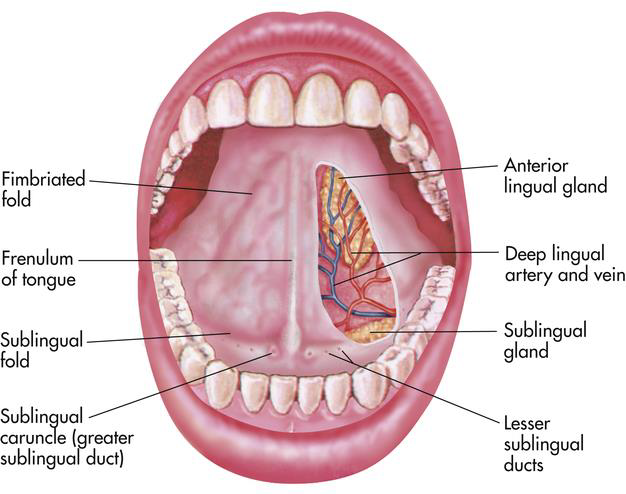 Fimbriated
fold
Frenulum
of tongue
Sublingual
fold
Sublingual
caruncle (greater
sublingual duct)
Anterior
lingual gland
Deep lingual
artery and vein
Sublingual
gland
Lesser
sublingual
ducts